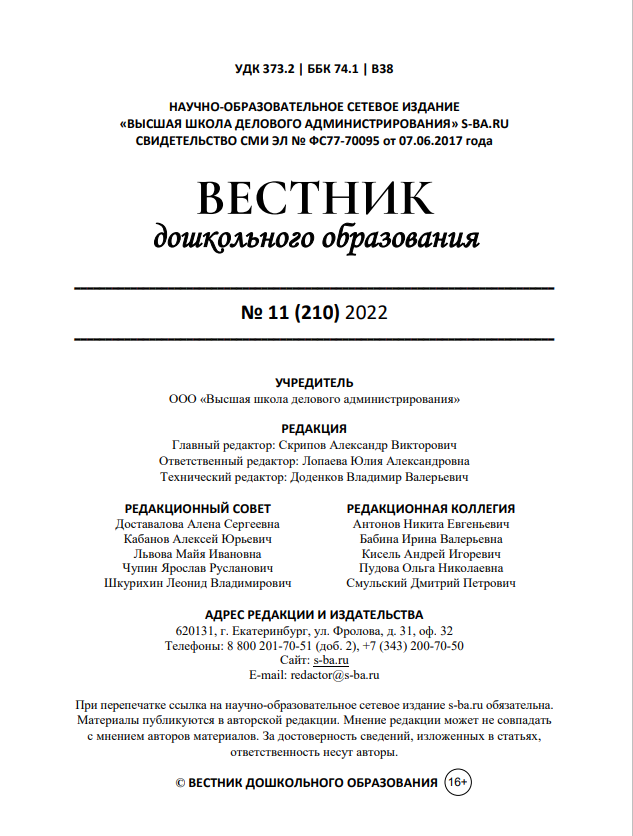 УДК 373.2 | ББК 74.1 | В38
НАУЧНО-ОБРАЗОВАТЕЛЬНОЕ СЕТЕВОЕ ИЗДАНИЕ
«ВЫСШАЯ ШКОЛА ДЕЛОВОГО АДМИНИСТРИРОВАНИЯ» S-BA.RU
СВИДЕТЕЛЬСТВО СМИ ЭЛ № ФС77-70095 от 07.06.2017 года
ВЕСТНИК
дошкольного образования
№ 11 (210) 2022
УЧРЕДИТЕЛЬ
ООО «Высшая школа делового администрирования»
РЕДАКЦИЯ
Главный редактор: Скрипов Александр Викторович
Ответственный редактор: Лопаева Юлия Александровна
Технический редактор: Доденков Владимир Валерьевич
РЕДАКЦИОННЫЙ СОВЕТ
Доставалова Алена Сергеевна
Кабанов Алексей Юрьевич
Львова Майя Ивановна
Чупин Ярослав Русланович
Шкурихин Леонид Владимирович
РЕДАКЦИОННАЯ КОЛЛЕГИЯ
Антонов Никита Евгеньевич
Бабина Ирина Валерьевна
Кисель Андрей Игоревич
Пудова Ольга Николаевна
Смульский Дмитрий Петрович
АДРЕС РЕДАКЦИИ И ИЗДАТЕЛЬСТВА
620131, г. Екатеринбург, ул. Фролова, д. 31, оф. 32
Телефоны: 8 800 201-70-51 (доб. 2), +7 (343) 200-70-50
Сайт: s-ba.ru
E-mail: redactor@s-ba.ru
При перепечатке ссылка на научно-образовательное сетевое издание s-ba.ru обязательна.
Материалы публикуются в авторской редакции. Мнение редакции может не совпадать
с мнением авторов материалов. За достоверность сведений, изложенных в статьях,
ответственность несут авторы.
© ВЕСТНИК ДОШКОЛЬНОГО ОБРАЗОВАНИЯ 16+